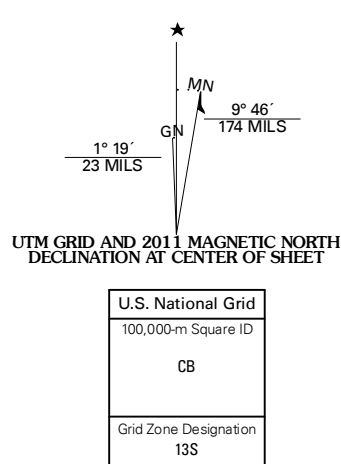 ★
MN
GN
9° 46´
174 MILS
1° 19´
23 MILS
UTM GRID AND 2011 MAGNETIC NORTH
DECLINATION AT CENTER OF SHEET
U.S. National Grid
100,000-m Square ID
CB
Grid Zone Designation
13S